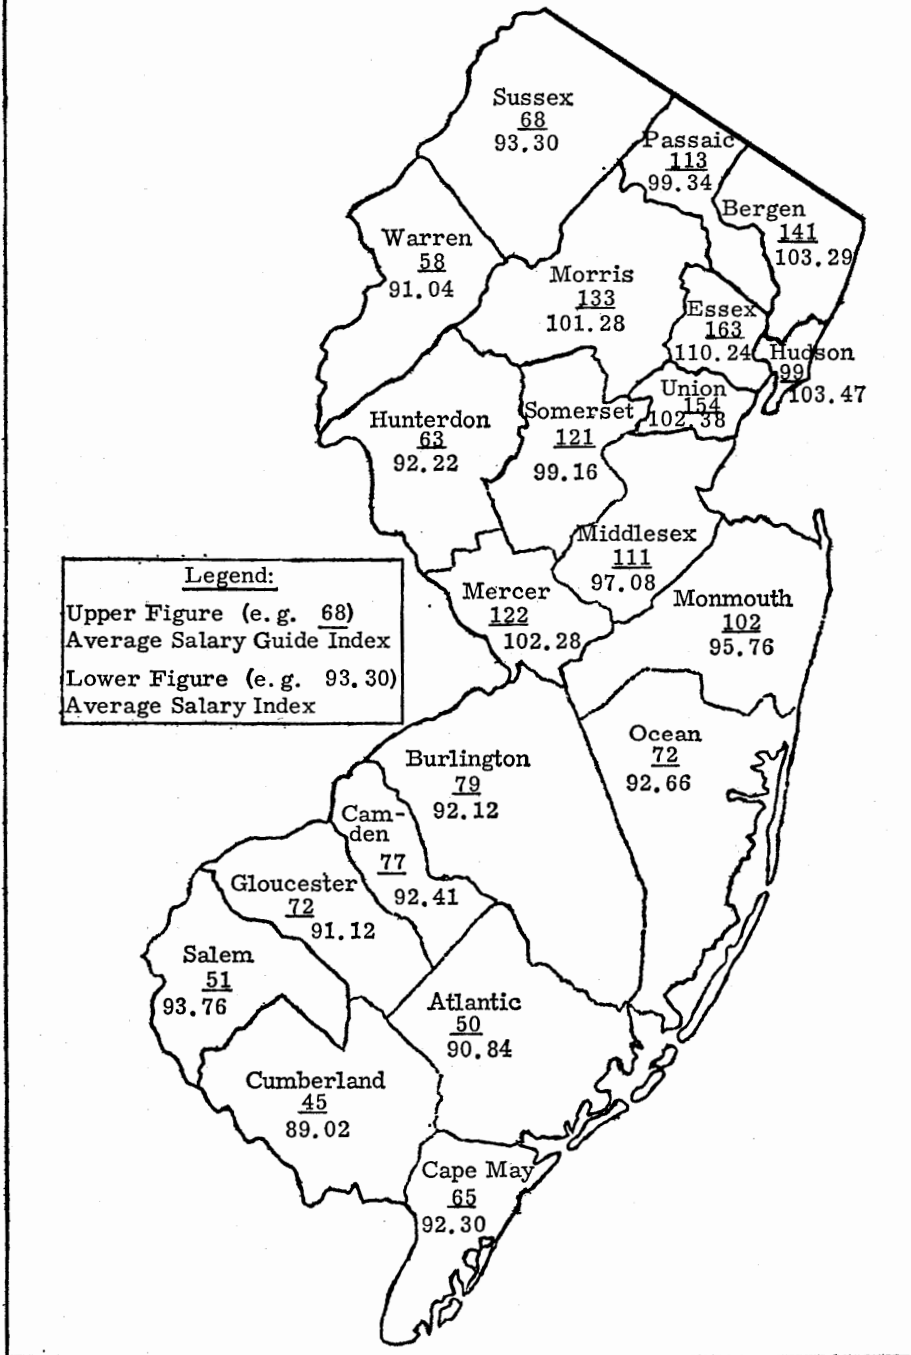 Sussex
68
93.30
Passaic
113
99.34
Bergen
141
103.29
Warren
58
91.04
Morris
133
101.28
Essex
163
110.24
Hudson
99
103.47
Union
154
102.38
Hunterdon
63
92.22
Somerset
121
99.16
Middlesex
111
97.08
Mercer
122
102.28
Monmouth
102
95.76
Legend:
Upper Figure (e.g. 68)
Average Salary Guide Index
Lower Figure (e.g. 93.30)
Average Salary Index
Ocean
72
92.66
Burlington
79
92.12
Cam-
den
77
92.41
Gloucester
72
91.12
Salem
51
93.76
Atlantic
50
90.84
Cumberland
45
89.02
Cape May
65
92.30